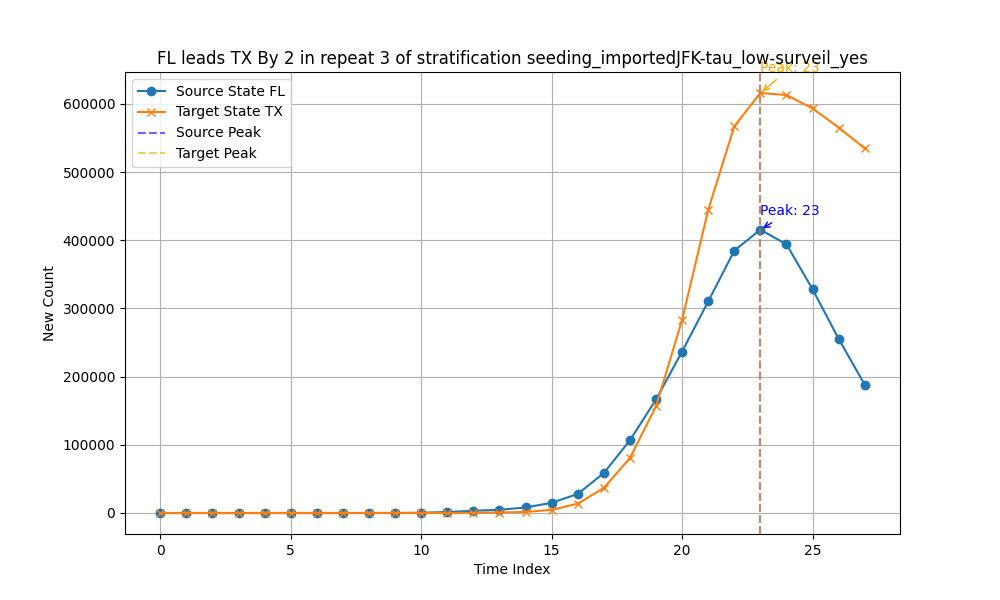 FL leads TX By 2 in repeat 3 of stratification seeding_importedJFK-tau_low-surveil_yes
Peak: 23
Source State FL
Target State TX
Source Peak
Target Peak
Peak: 23
600000
500000
400000
300000
200000
100000
0
New Count
0 5 10 15 20 25
Time Index